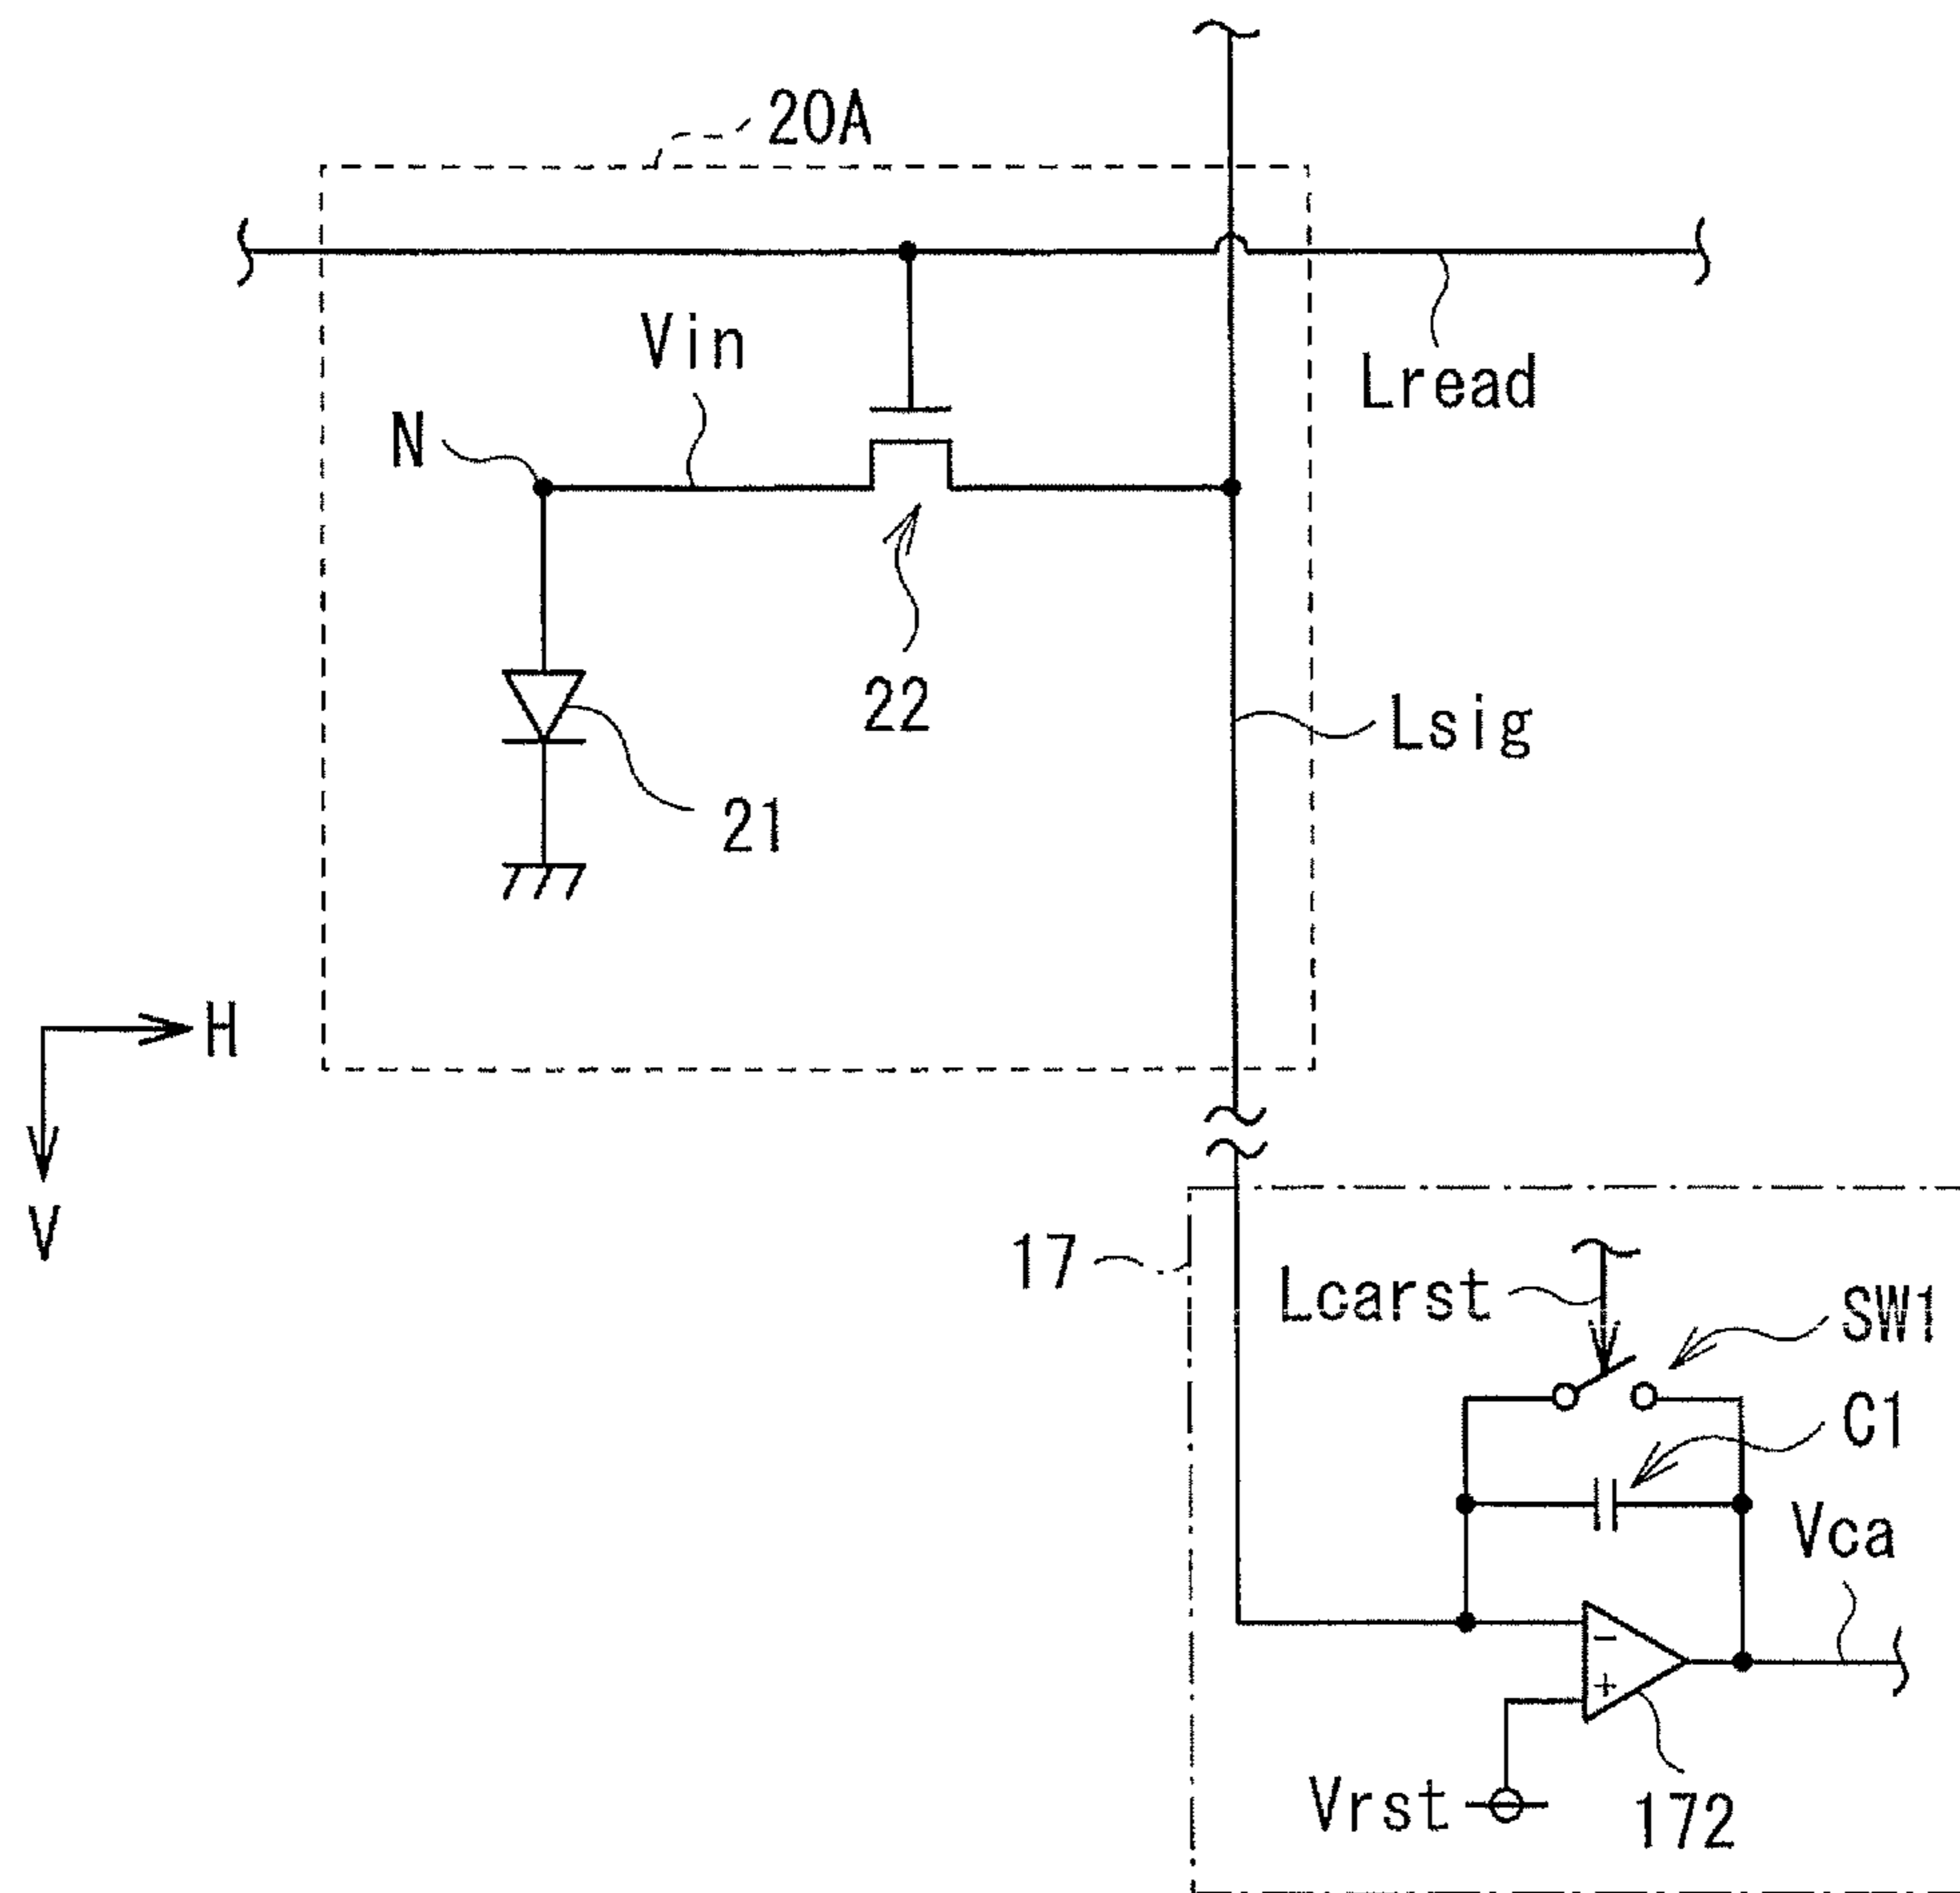 20A
Vin
Lread
N
22
Lsig
21
H
V
17
Lcarst
SW1
C1
Vca
-
+
Vrst
172